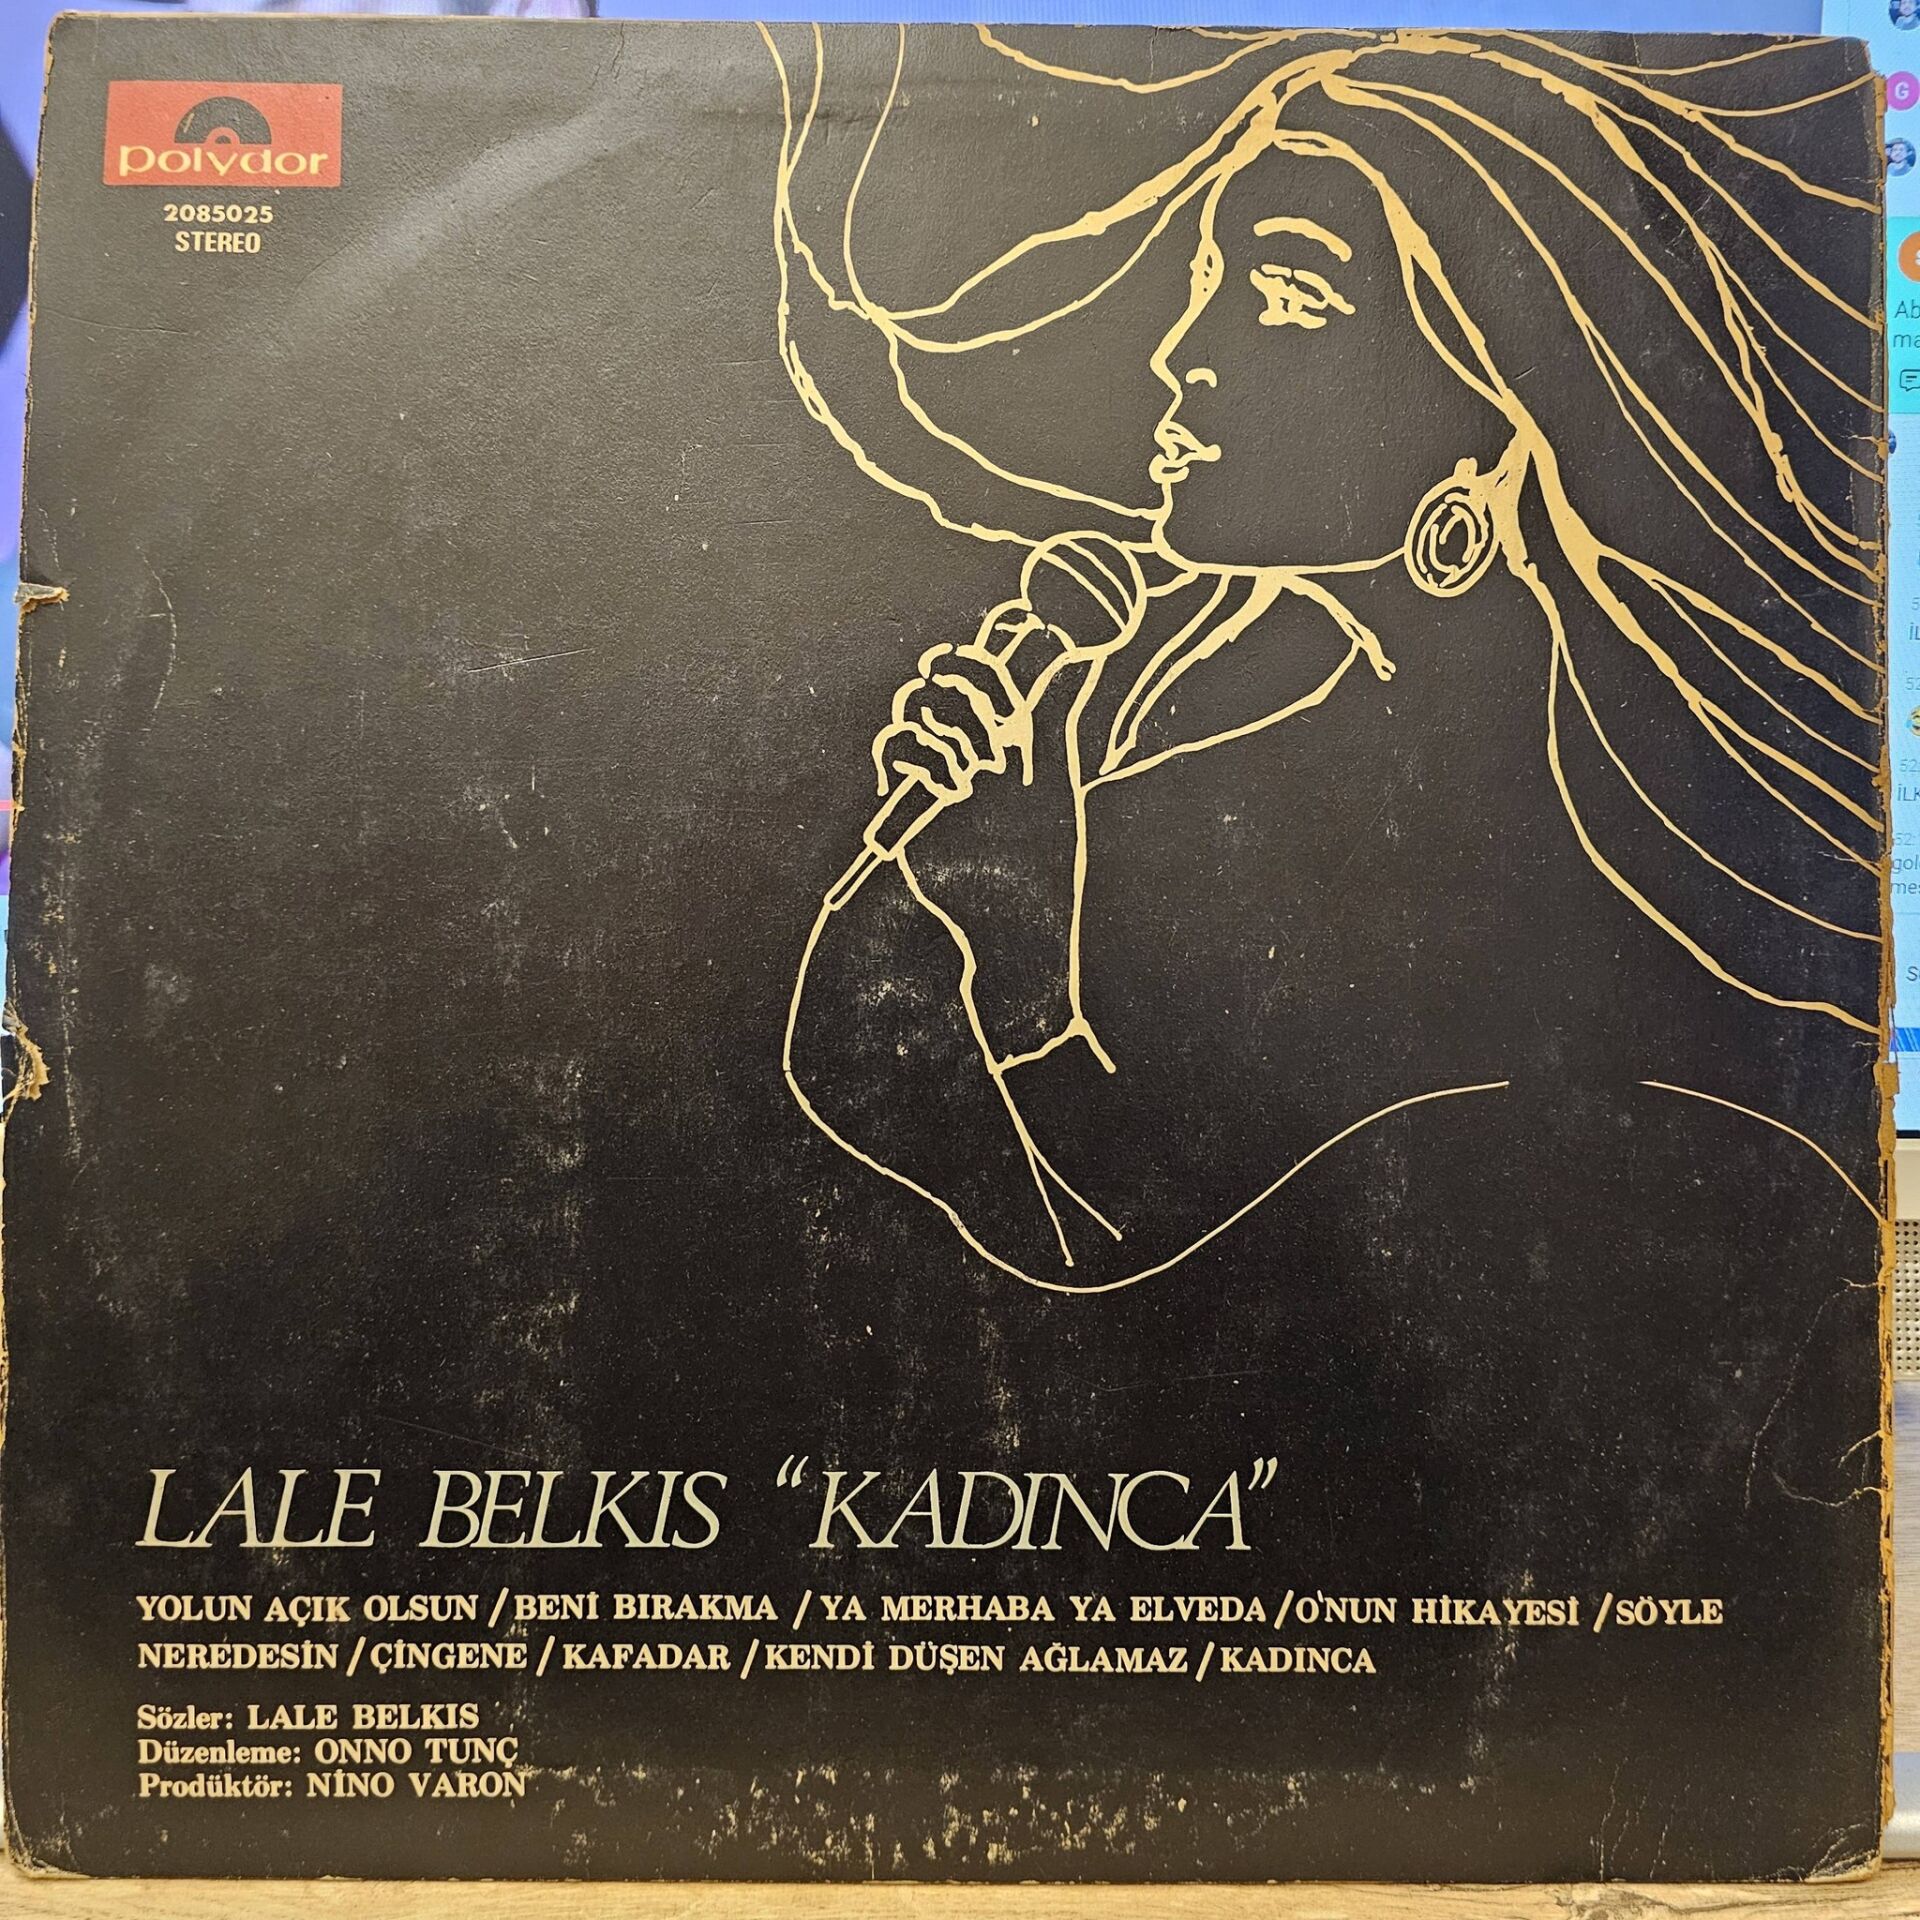 polydor
2085025
STEREO
LALE BELKIS "KADINCA"
YOLUN AÇIK OLSUN / BENİ BIRAKMA / YA MERHABA YA ELVEDA / O'NUN HİKAYESİ / SÖYLE
NEREDESİN / ÇİNGENE / KAFADAR / KENDİ DÜŞEN AĞLAMAZ / KADINCA
Sözler: LALE BELKIS
Düzenleme: ONNO TUNÇ
Prodüktör: NİNO VARON